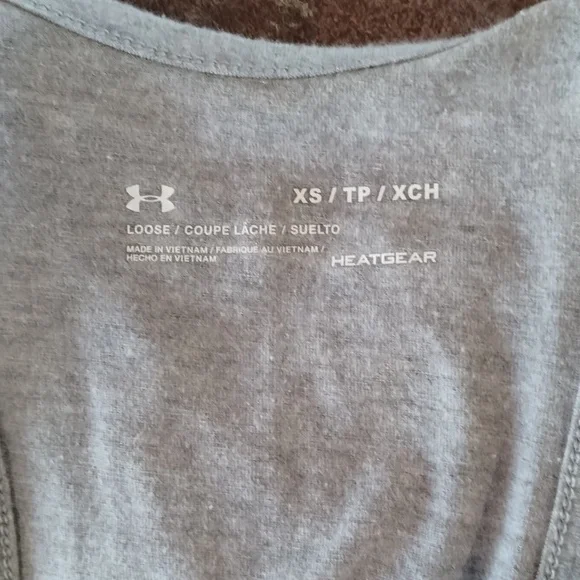 XS / TP / XCH
LOOSE / COUPE LÂCHE / SUELTO
MADE IN VIETNAM / FABRIQUÉ AU VIETNAM /
HECHO EN VIETNAM
HEATGEAR